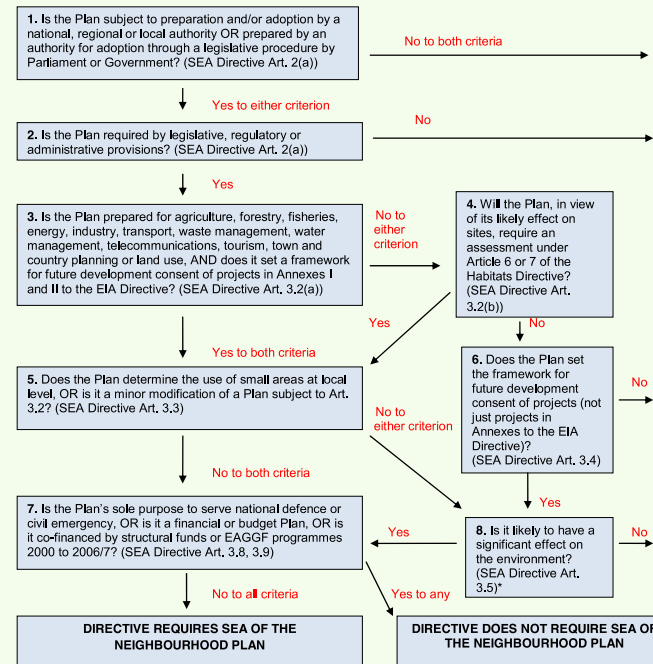 1. Is the Plan subject to preparation and/or adoption by a
national, regional or local authority OR prepared by an
authority for adoption through a legislative procedure by
Parliament or Government? (SEA Directive Art. 2(a))
No to both criteria
Yes to either criterion
2. Is the Plan required by legislative, regulatory or
administrative provisions? (SEA Directive Art. 2(a))
No
Yes
3. Is the Plan prepared for agriculture, forestry, fisheries,
energy, industry, transport, waste management, water
management, telecommunications, tourism, town and
country planning or land use, AND does it set a framework
for future development consent of projects in Annexes I
and II to the EIA Directive? (SEA Directive Art. 3.2(a))
No to
either
criterion
4. Will the Plan, in view
of its likely effect on
sites, require an
assessment under
Article 6 or 7 of the
Habitats Directive?
(SEA Directive Art.
3.2(b))
Yes
No
Yes to both criteria
5. Does the Plan determine the use of small areas at local
level, OR is it a minor modification of a Plan subject to Art.
3.2? (SEA Directive Art. 3.3)
6. Does the Plan set
the framework for
future development
consent of projects (not
just projects in
Annexes to the EIA
Directive)?
(SEA Directive Art. 3.4)
No
No to
either criterion
No to both criteria
Yes
7. Is the Plan's sole purpose to serve national defence or
civil emergency, OR is it a financial or budget Plan, OR is
it co-financed by structural funds or EAGGF programmes
2000 to 2006/7? (SEA Directive Art. 3.8, 3.9)
Yes
8. Is it likely to have a
significant effect on
the environment?
(SEA Directive Art.
3.5)*
No
No to all criteria
Yes to any
DIRECTIVE REQUIRES SEA OF THE
NEIGHBOURHOOD PLAN
DIRECTIVE DOES NOT REQUIRE SEA OF
THE NEIGHBOURHOOD PLAN